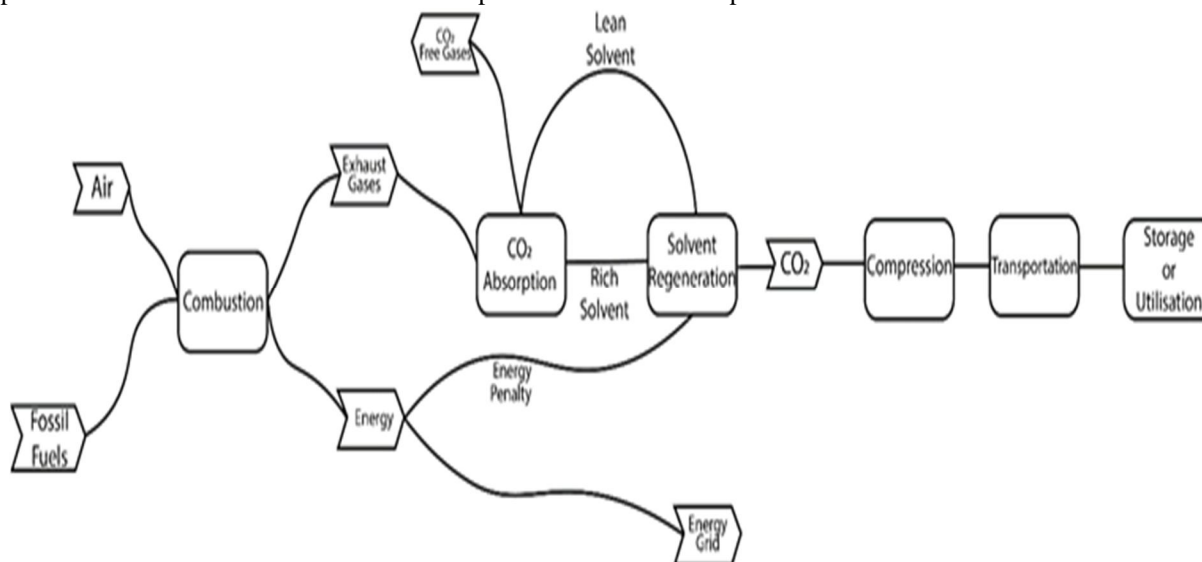 CO₂
Free Gases
Lean
Solvent
Air
Exhaust
Gases
Combustion
CO₂
Absorption
Rich
Solvent
Solvent
Regeneration
CO₂
Compression
Transportation
Storage
or
Utilisation
Fossil
Fuels
Energy
Energy
Penalty
Energy
Grid